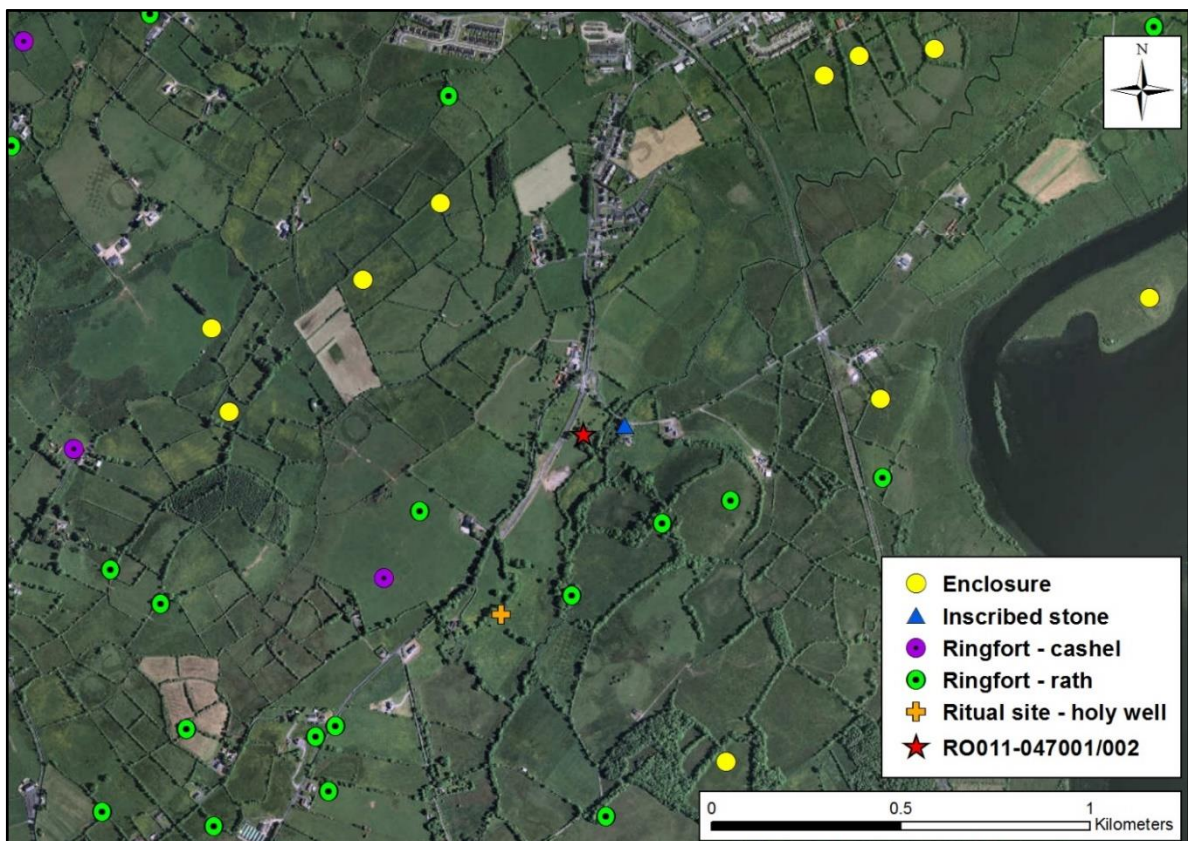 N
Enclosure
Inscribed stone
Ringfort - cashel
Ringfort - rath
Ritual site - holy well
RO011-047001/002
0 0.5 1
Kilometers